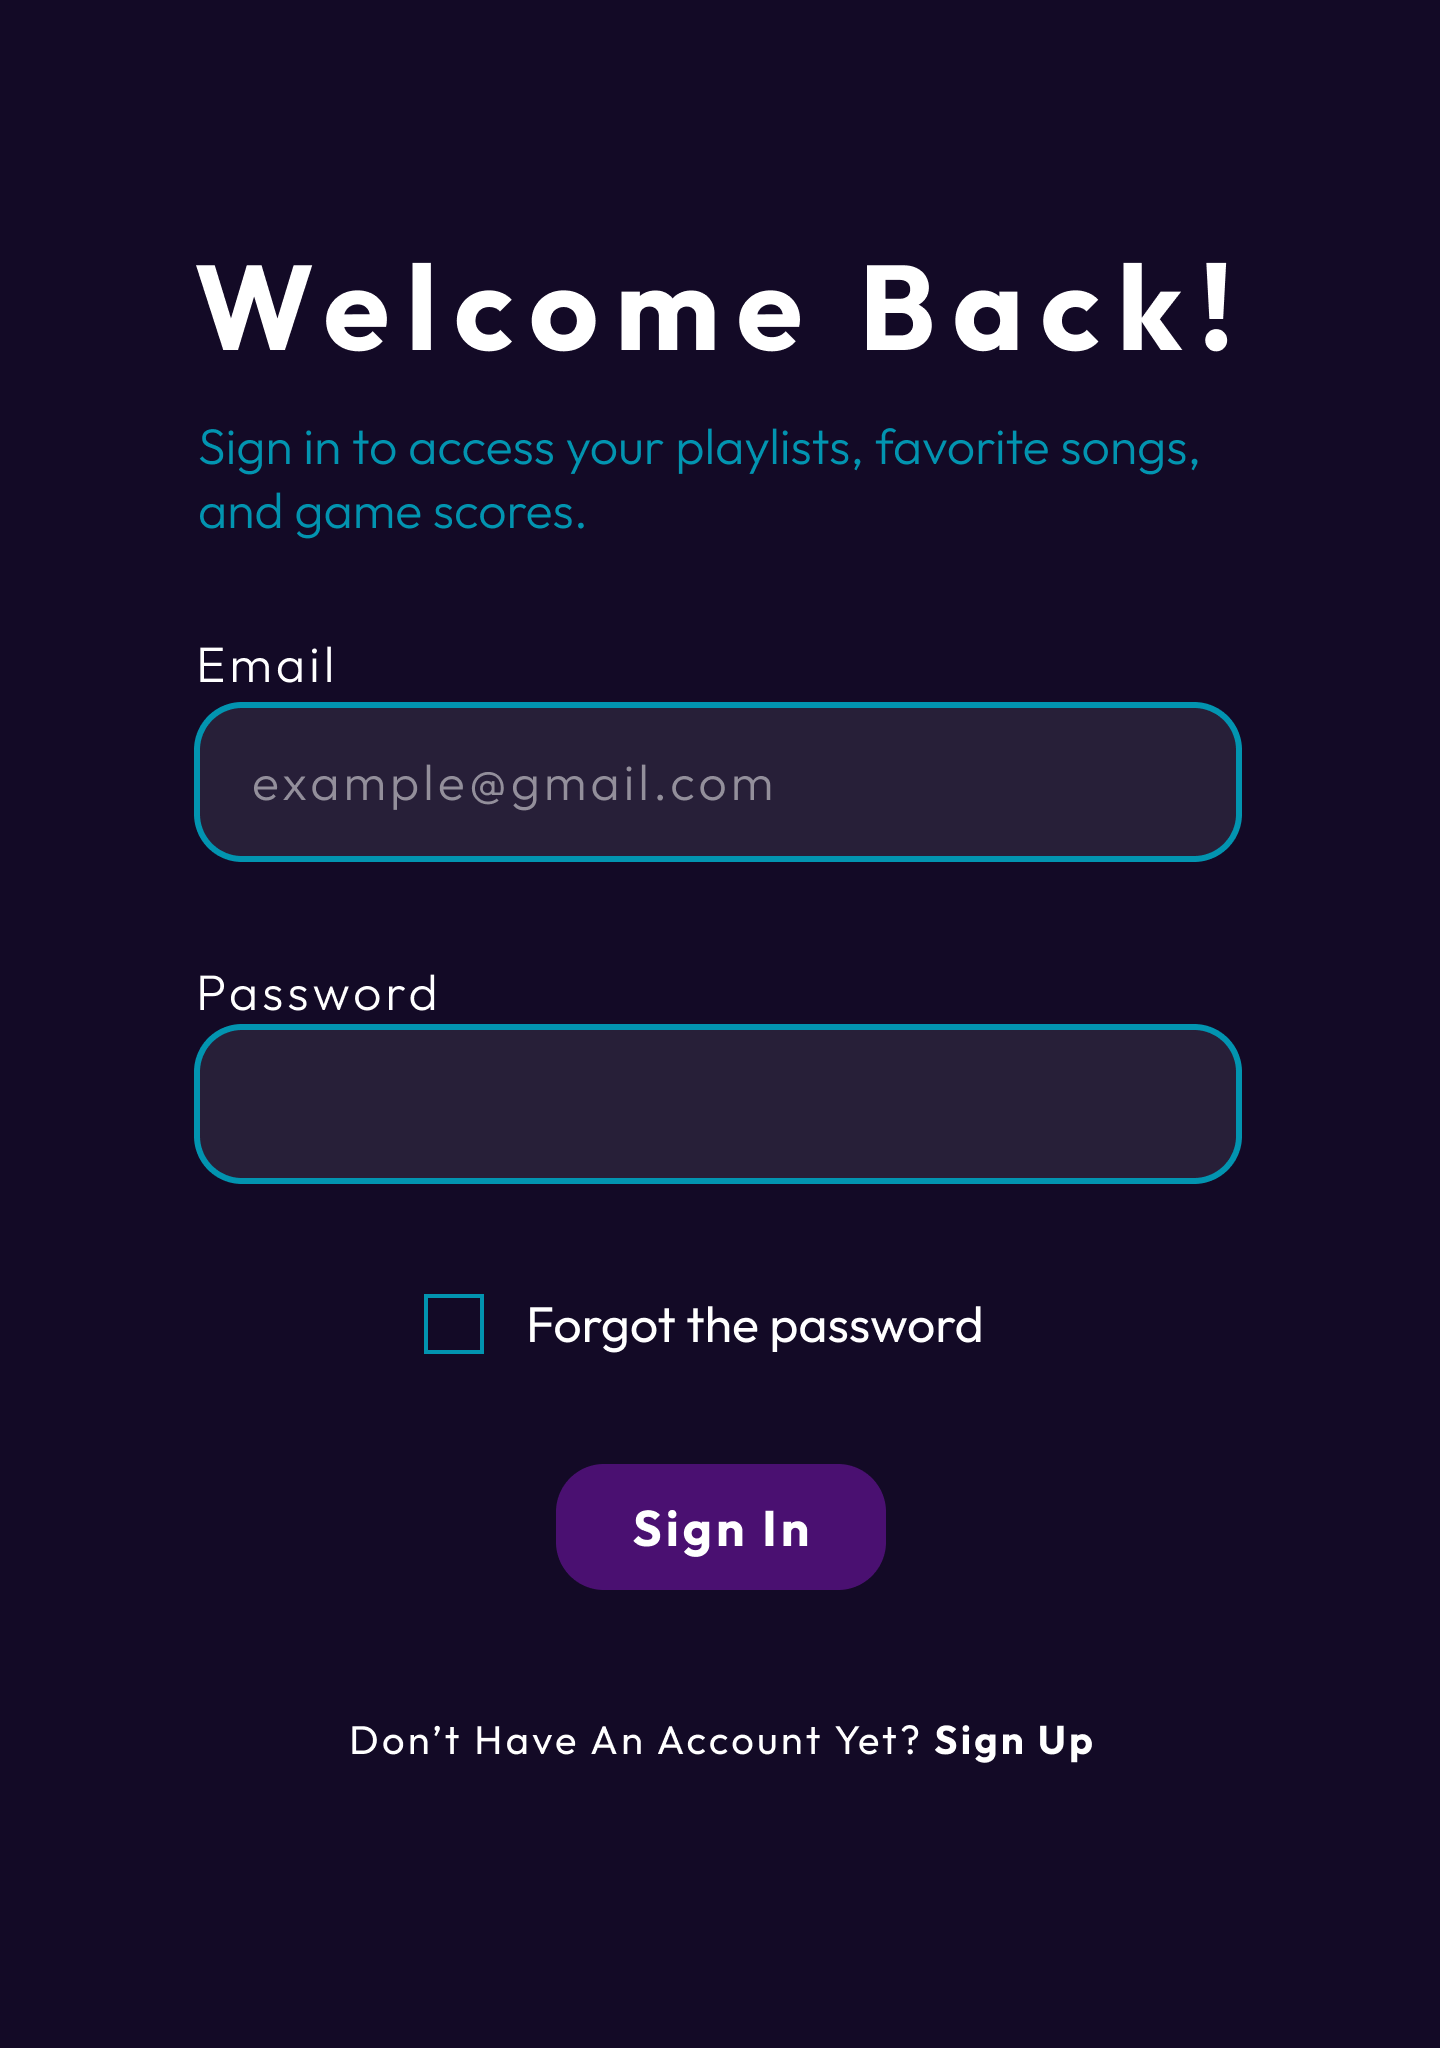 Welcome Back!
Sign in to access your playlists, favorite songs,
and game scores.
Email
example@gmail.com
Password
Forgot the password
Sign In
Don’t Have An Account Yet? Sign Up